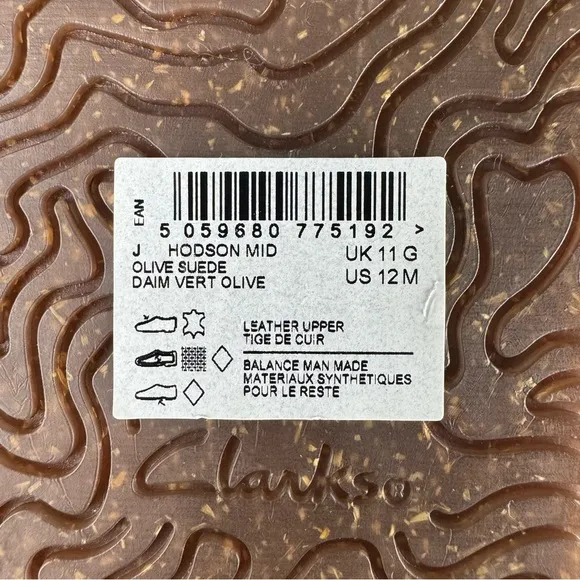 EAN
5 059680 775192 >
J HODSON MID UK 11 G
OLIVE SUEDE US 12 M
DAIM VERT OLIVE
LEATHER UPPER
TIGE DE CUIR
BALANCE MAN MADE
MATERIAUX SYNTHETIQUES
POUR LE RESTE
Clarks®